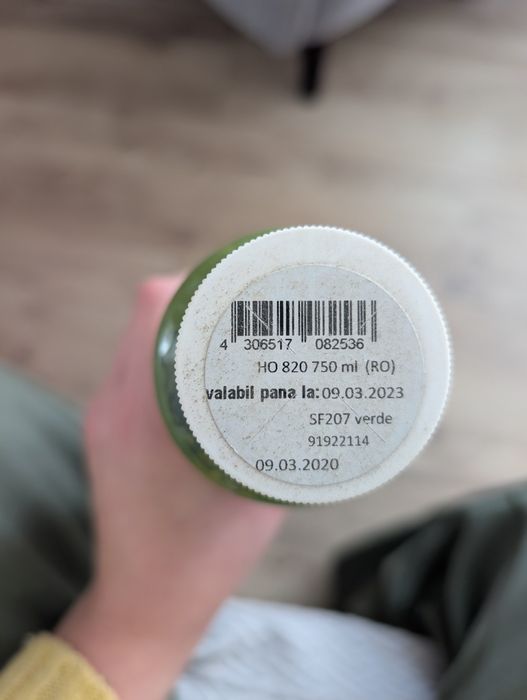 4 306517 082536
HO 820 750 ml (RO)
valabil pana la: 09.03.2023
SF207 verde
91922114
09.03.2020